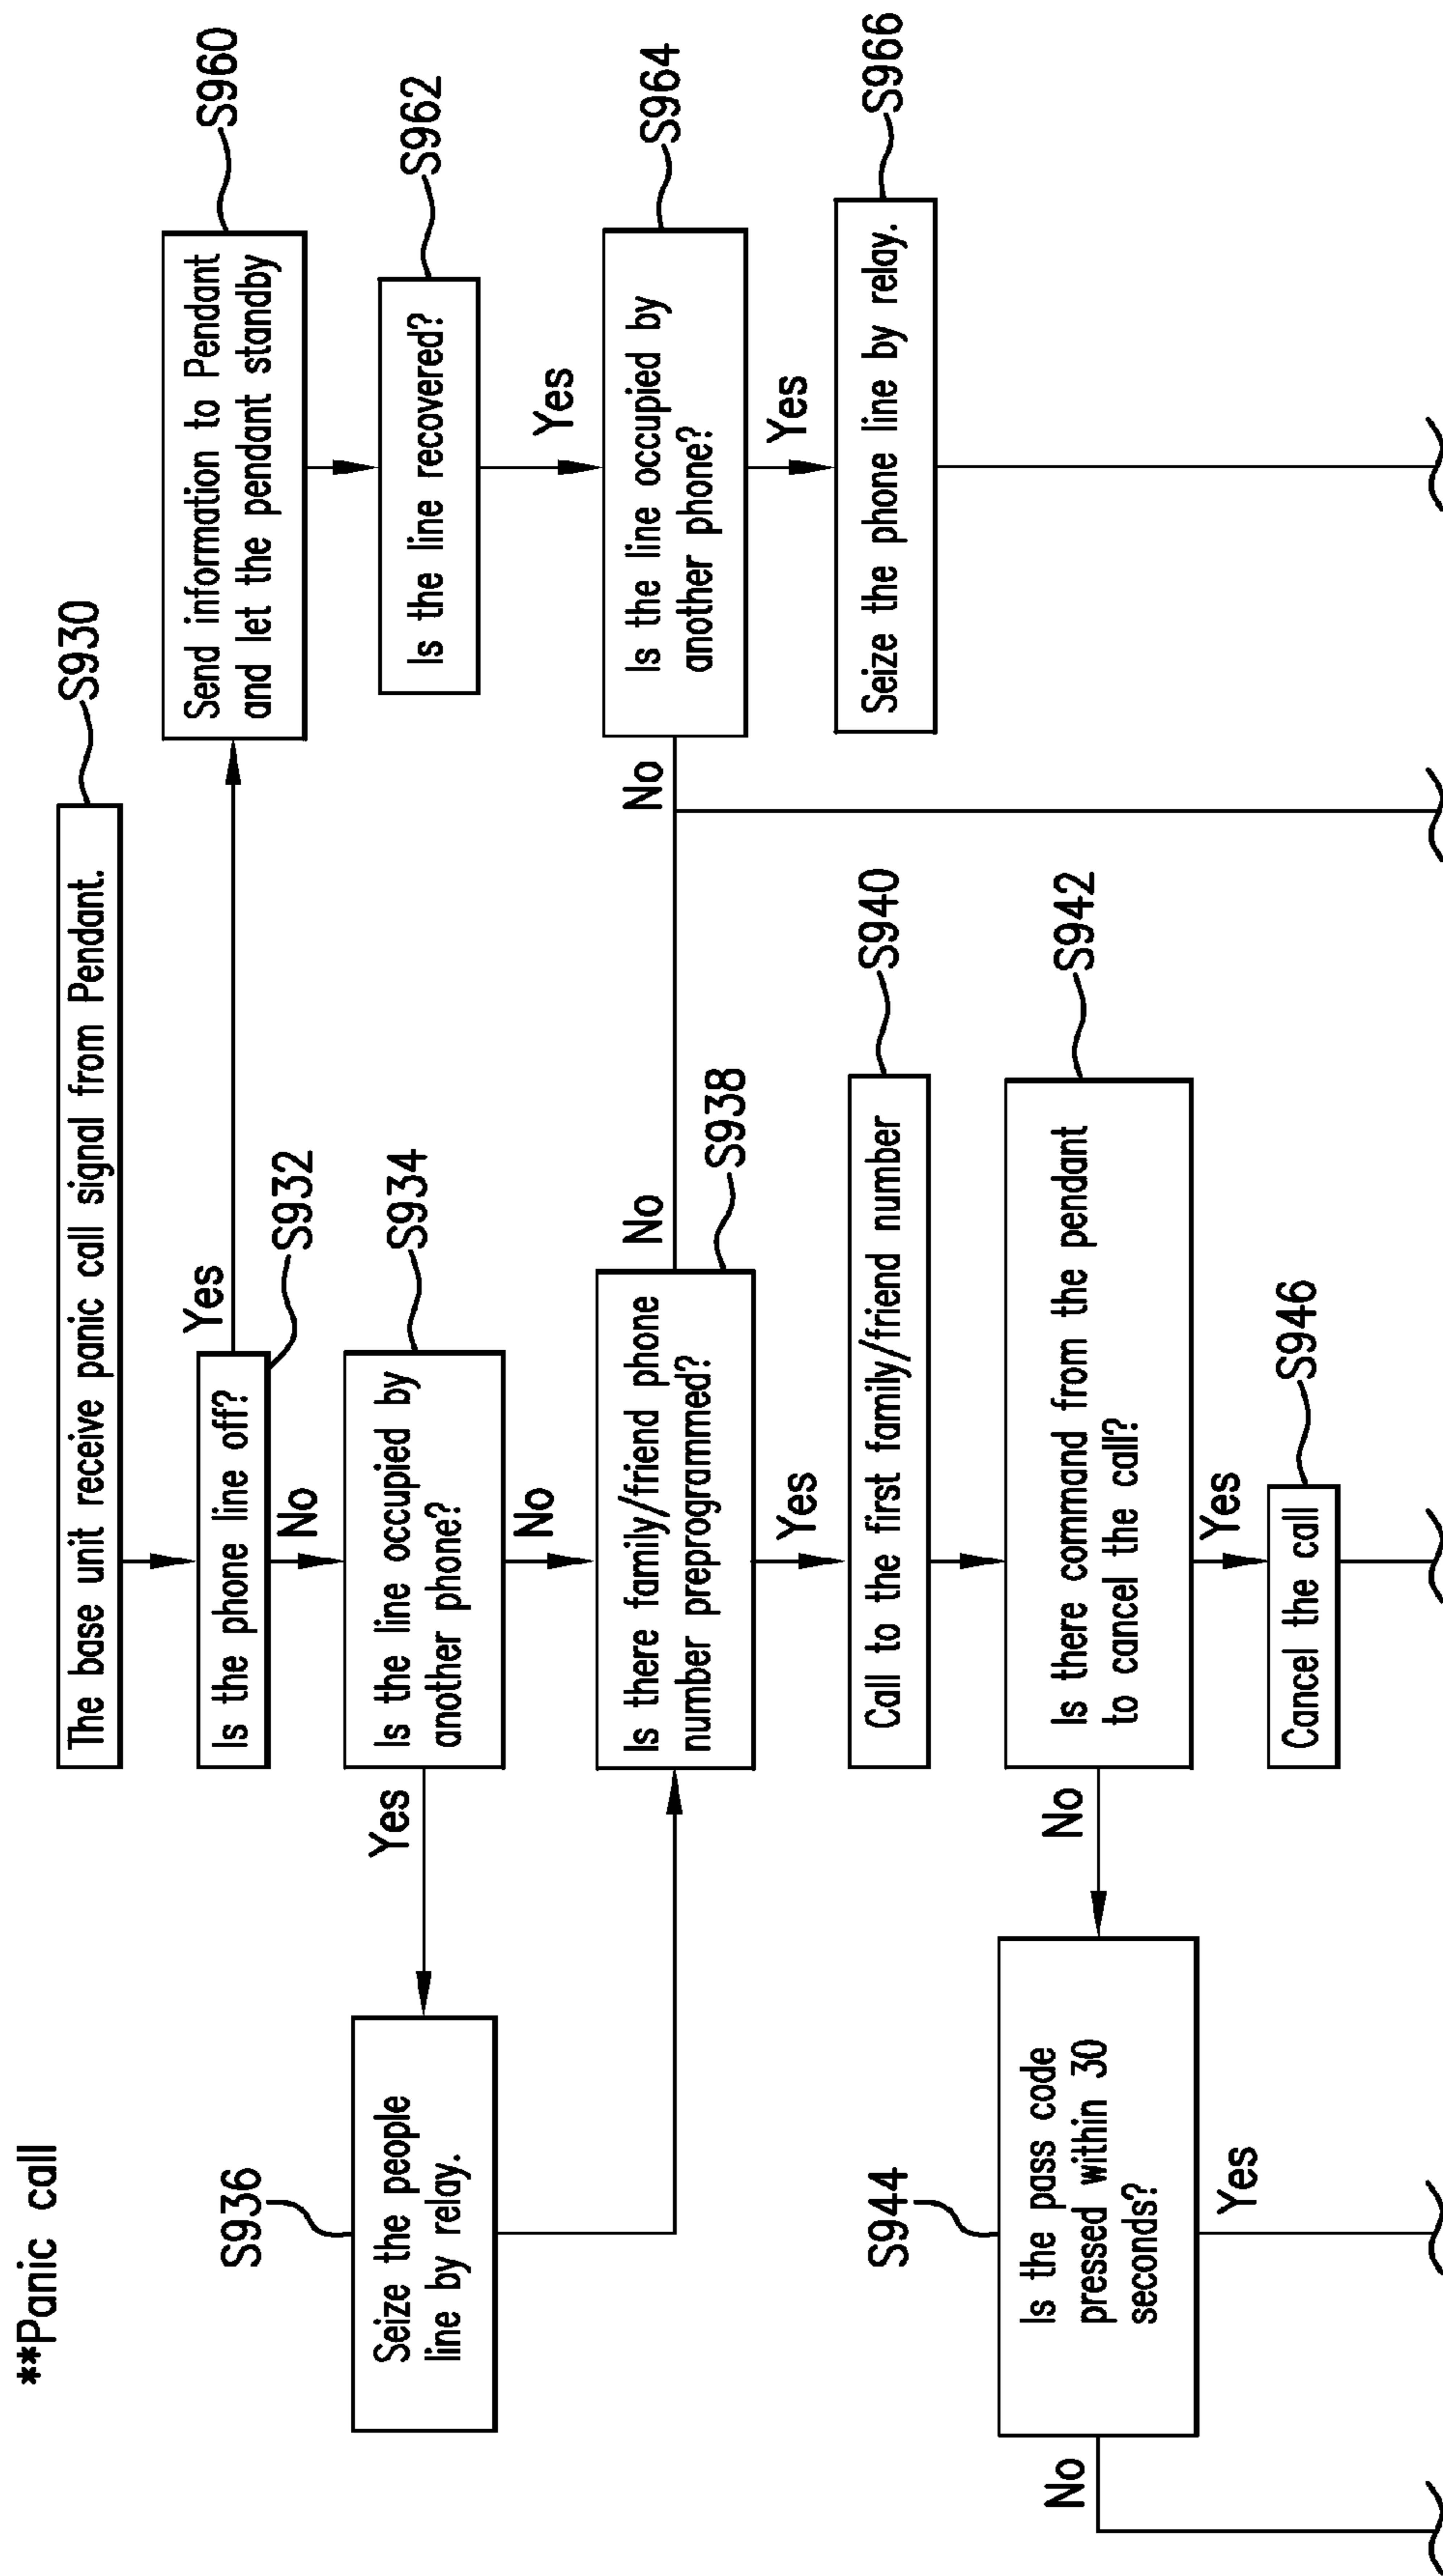 **Panic call
The base unit receive panic call signal from Pendant.
S930
Is the phone line off?
S932
Yes
No
Send information to Pendant
and let the pendant standby
S960
Is the line occupied by
another phone?
S934
Yes
No
Is the line recovered?
S962
Yes
S936
Seize the people
line by relay.
Is there family/friend phone
number preprogrammed?
S938
No
Yes
Is the line occupied by
another phone?
S964
No
Yes
Call to the first family/friend number
S940
Seize the phone line by relay.
S966
Is there command from the pendant
to cancel the call?
S942
No
Yes
S944
Is the pass code
pressed within 30
seconds?
No
Yes
Cancel the call
S946